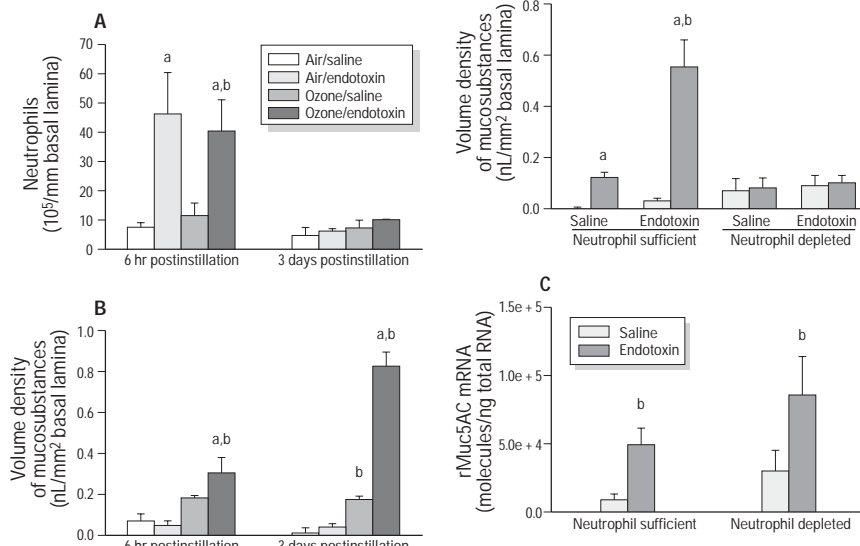 A
Neutrophils
(10⁵/mm basal lamina)
70
60
50
40
30
20
10
0
a
a,b
Air/saline
Air/endotoxin
Ozone/saline
Ozone/endotoxin
6 hr postinstillation
3 days postinstillation
Volume density
of mucosubstances
(nL/mm² basal lamina)
0.8
0.6
0.4
0.2
0.0
a
a,b
Saline
Endotoxin
Saline
Endotoxin
Neutrophil sufficient
Neutrophil depleted
B
Volume density
of mucosubstances
(nL/mm² basal lamina)
1.0
0.8
0.6
0.4
0.2
0.0
a,b
b
a,b
6 hr postinstillation
3 days postinstillation
C
rMuc5AC mRNA
(molecules/ng total RNA)
1.5e + 5
1.0e + 5
5.0e + 4
0.0
Saline
Endotoxin
b
b
Neutrophil sufficient
Neutrophil depleted